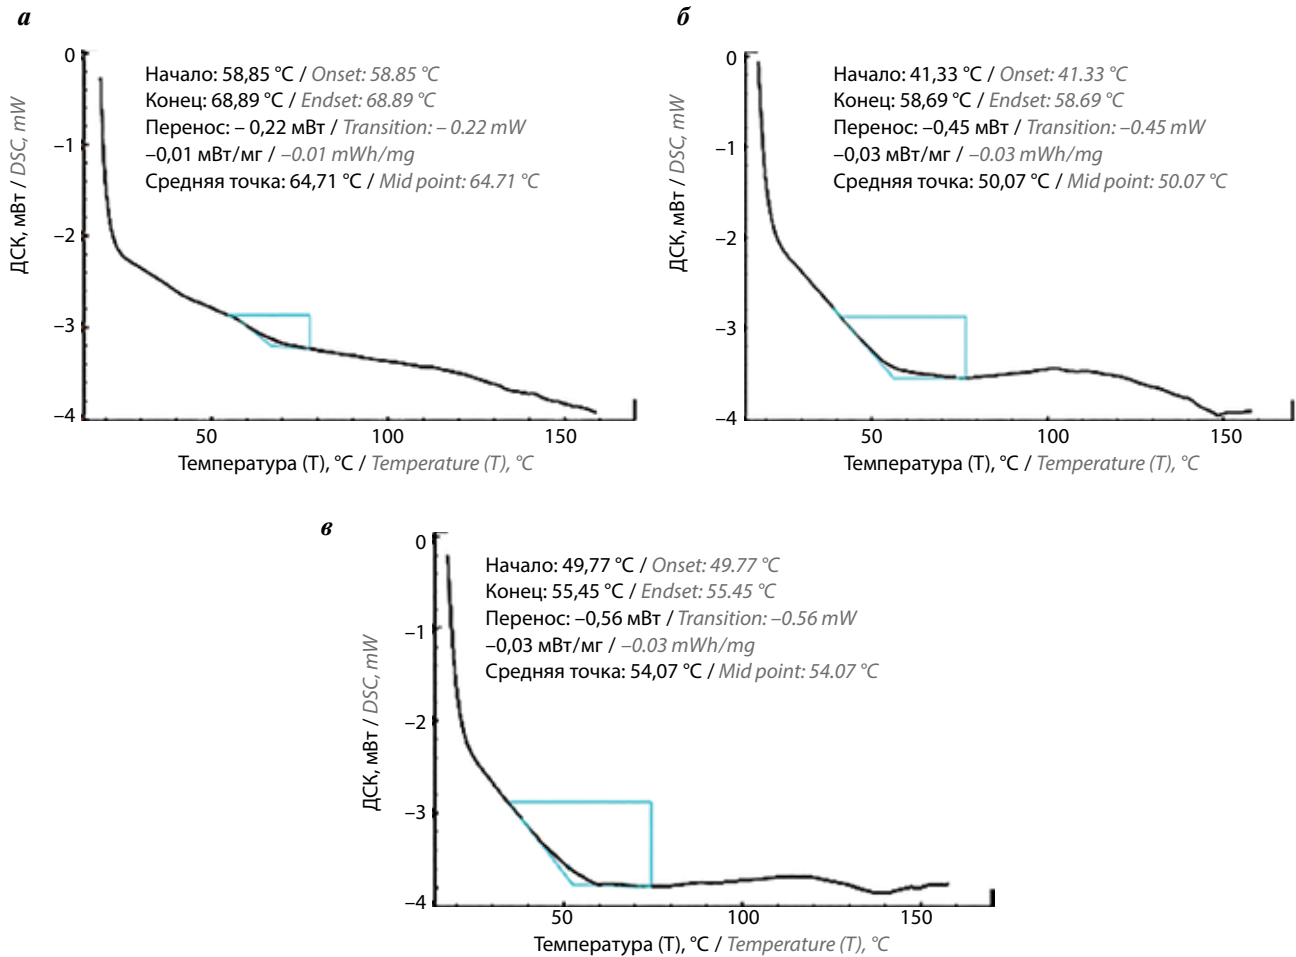 а
0
–1
–2
–3
–4
ДСК, мВт / DSC, mW
Начало: 58,85 °С / Onset: 58.85 °С
Конец: 68,89 °С / Endset: 68.89 °С
Перенос: – 0,22 мВт / Transition: – 0.22 mW
–0,01 мВт/мг / –0.01 mWh/mg
Средняя точка: 64,71 °С / Mid point: 64.71 °С
50 100 150
Температура (Т), °С / Temperature (Т), °С
б
0
–1
–2
–3
–4
ДСК, мВт / DSC, mW
Начало: 41,33 °С / Onset: 41.33 °С
Конец: 58,69 °С / Endset: 58.69 °С
Перенос: –0,45 мВт / Transition: –0.45 mW
–0,03 мВт/мг / –0.03 mWh/mg
Средняя точка: 50,07 °С / Mid point: 50.07 °С
50 100 150
Температура (Т), °С / Temperature (Т), °С
в
0
–1
–2
–3
–4
ДСК, мВт / DSC, mW
Начало: 49,77 °С / Onset: 49.77 °С
Конец: 55,45 °С / Endset: 55.45 °С
Перенос: –0,56 мВт / Transition: –0.56 mW
–0,03 мВт/мг / –0.03 mWh/mg
Средняя точка: 54,07 °С / Mid point: 54.07 °С
50 100 150
Температура (Т), °С / Temperature (Т), °С